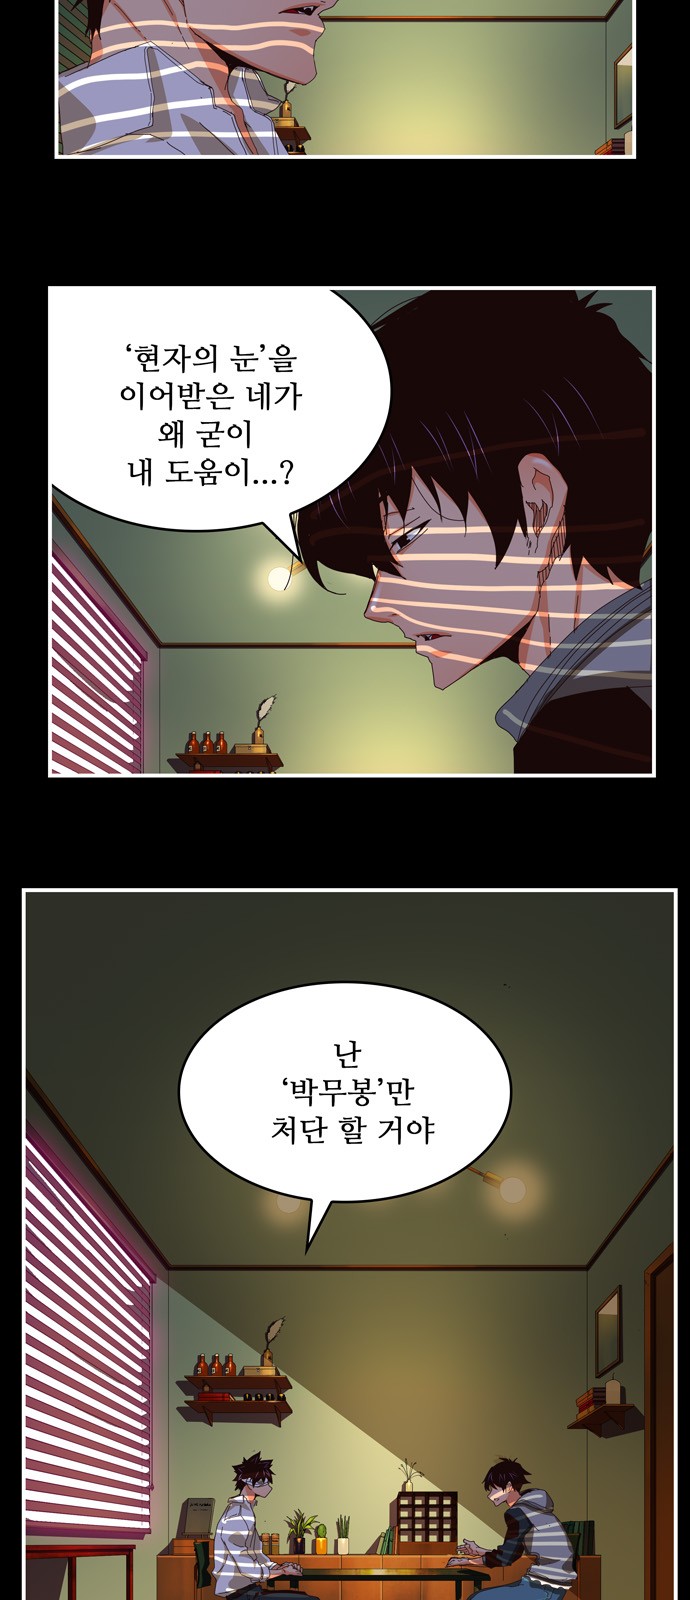 ‘현자의 눈’을
이어받은 네가
왜 굳이
내 도움이...?
난
‘박무봉’만
처단 할 거야